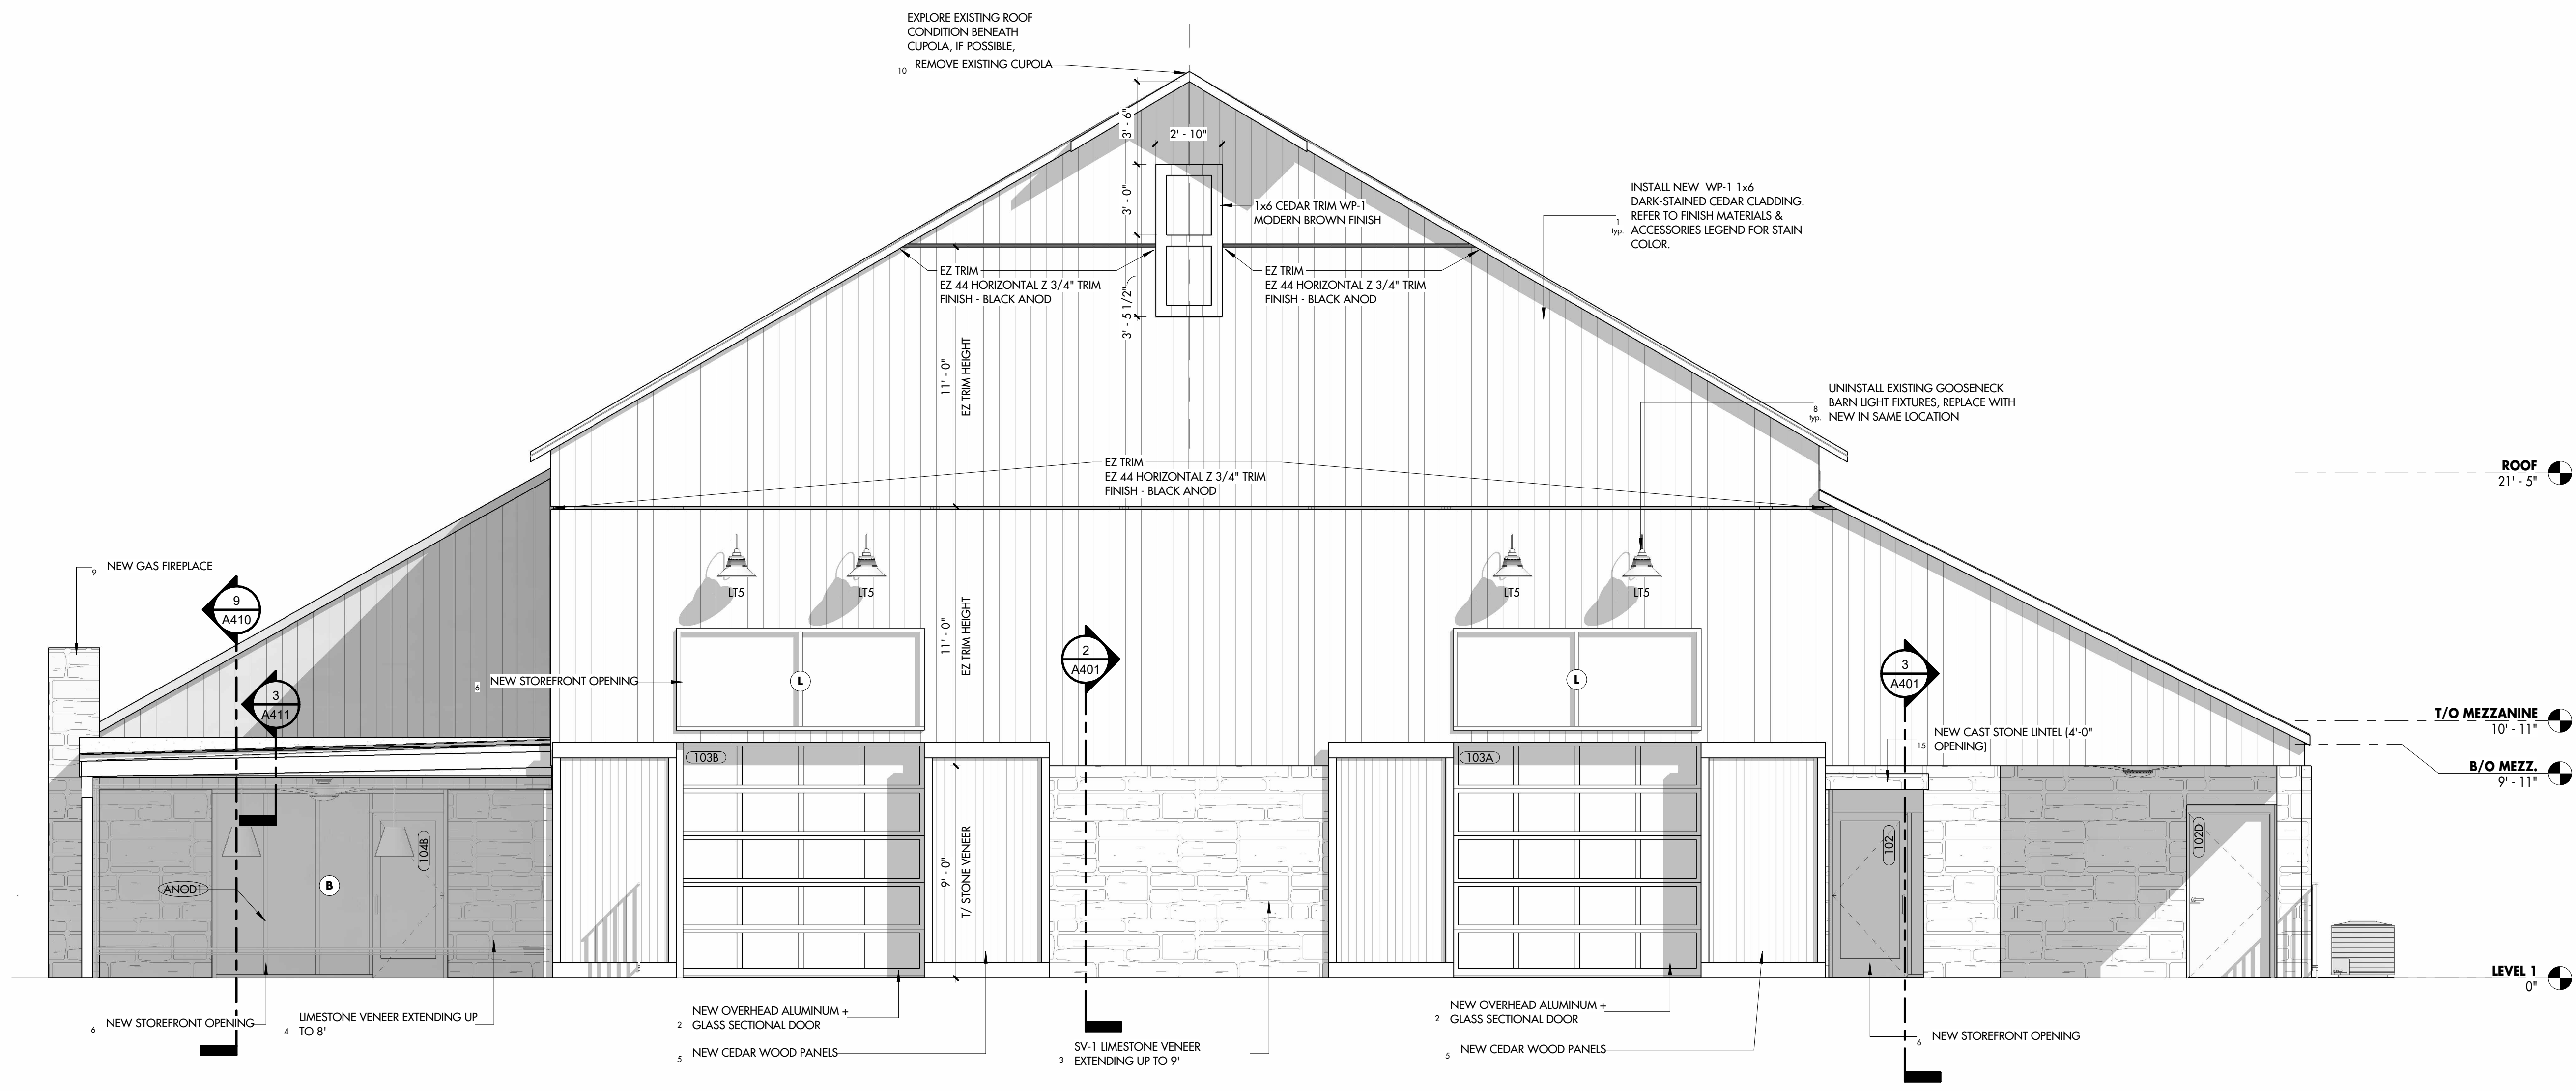 EXPLORE EXISTING ROOF
CONDITION BENEATH
CUPOLA, IF POSSIBLE,
10 REMOVE EXISTING CUPOLA
3' - 6"
2' - 10"
3' - 0"
1x6 CEDAR TRIM WP-1
MODERN BROWN FINISH
INSTALL NEW WP-1 1x6
DARK-STAINED CEDAR CLADDING.
1 REFER TO FINISH MATERIALS &
typ. ACCESSORIES LEGEND FOR STAIN
COLOR.
EZ TRIM
EZ 44 HORIZONTAL Z 3/4" TRIM
FINISH - BLACK ANOD
3' - 5 1/2"
EZ TRIM
EZ 44 HORIZONTAL Z 3/4" TRIM
FINISH - BLACK ANOD
11' - 0"
EZ TRIM HEIGHT
UNINSTALL EXISTING GOOSENECK
8 BARN LIGHT FIXTURES, REPLACE WITH
typ. NEW IN SAME LOCATION
EZ TRIM
EZ 44 HORIZONTAL Z 3/4" TRIM
FINISH - BLACK ANOD
ROOF
21' - 5"
9 NEW GAS FIREPLACE
LT5
LT5
LT5
LT5
9
A410
3
A411
11' - 0"
EZ TRIM HEIGHT
2
A401
3
A401
6 NEW STOREFRONT OPENING
L
L
T/O MEZZANINE
10' - 11"
NEW CAST STONE LINTEL (4'-0"
15 OPENING)
B/O MEZZ.
9' - 11"
103B
103A
104B
102
102D
ANOD1
B
9' - 0"
T/ STONE VENEER
LEVEL 1
0"
6 NEW STOREFRONT OPENING
LIMESTONE VENEER EXTENDING UP
4 TO 8'
NEW OVERHEAD ALUMINUM +
2 GLASS SECTIONAL DOOR
5 NEW CEDAR WOOD PANELS
SV-1 LIMESTONE VENEER
3 EXTENDING UP TO 9'
NEW OVERHEAD ALUMINUM +
2 GLASS SECTIONAL DOOR
5 NEW CEDAR WOOD PANELS
6 NEW STOREFRONT OPENING